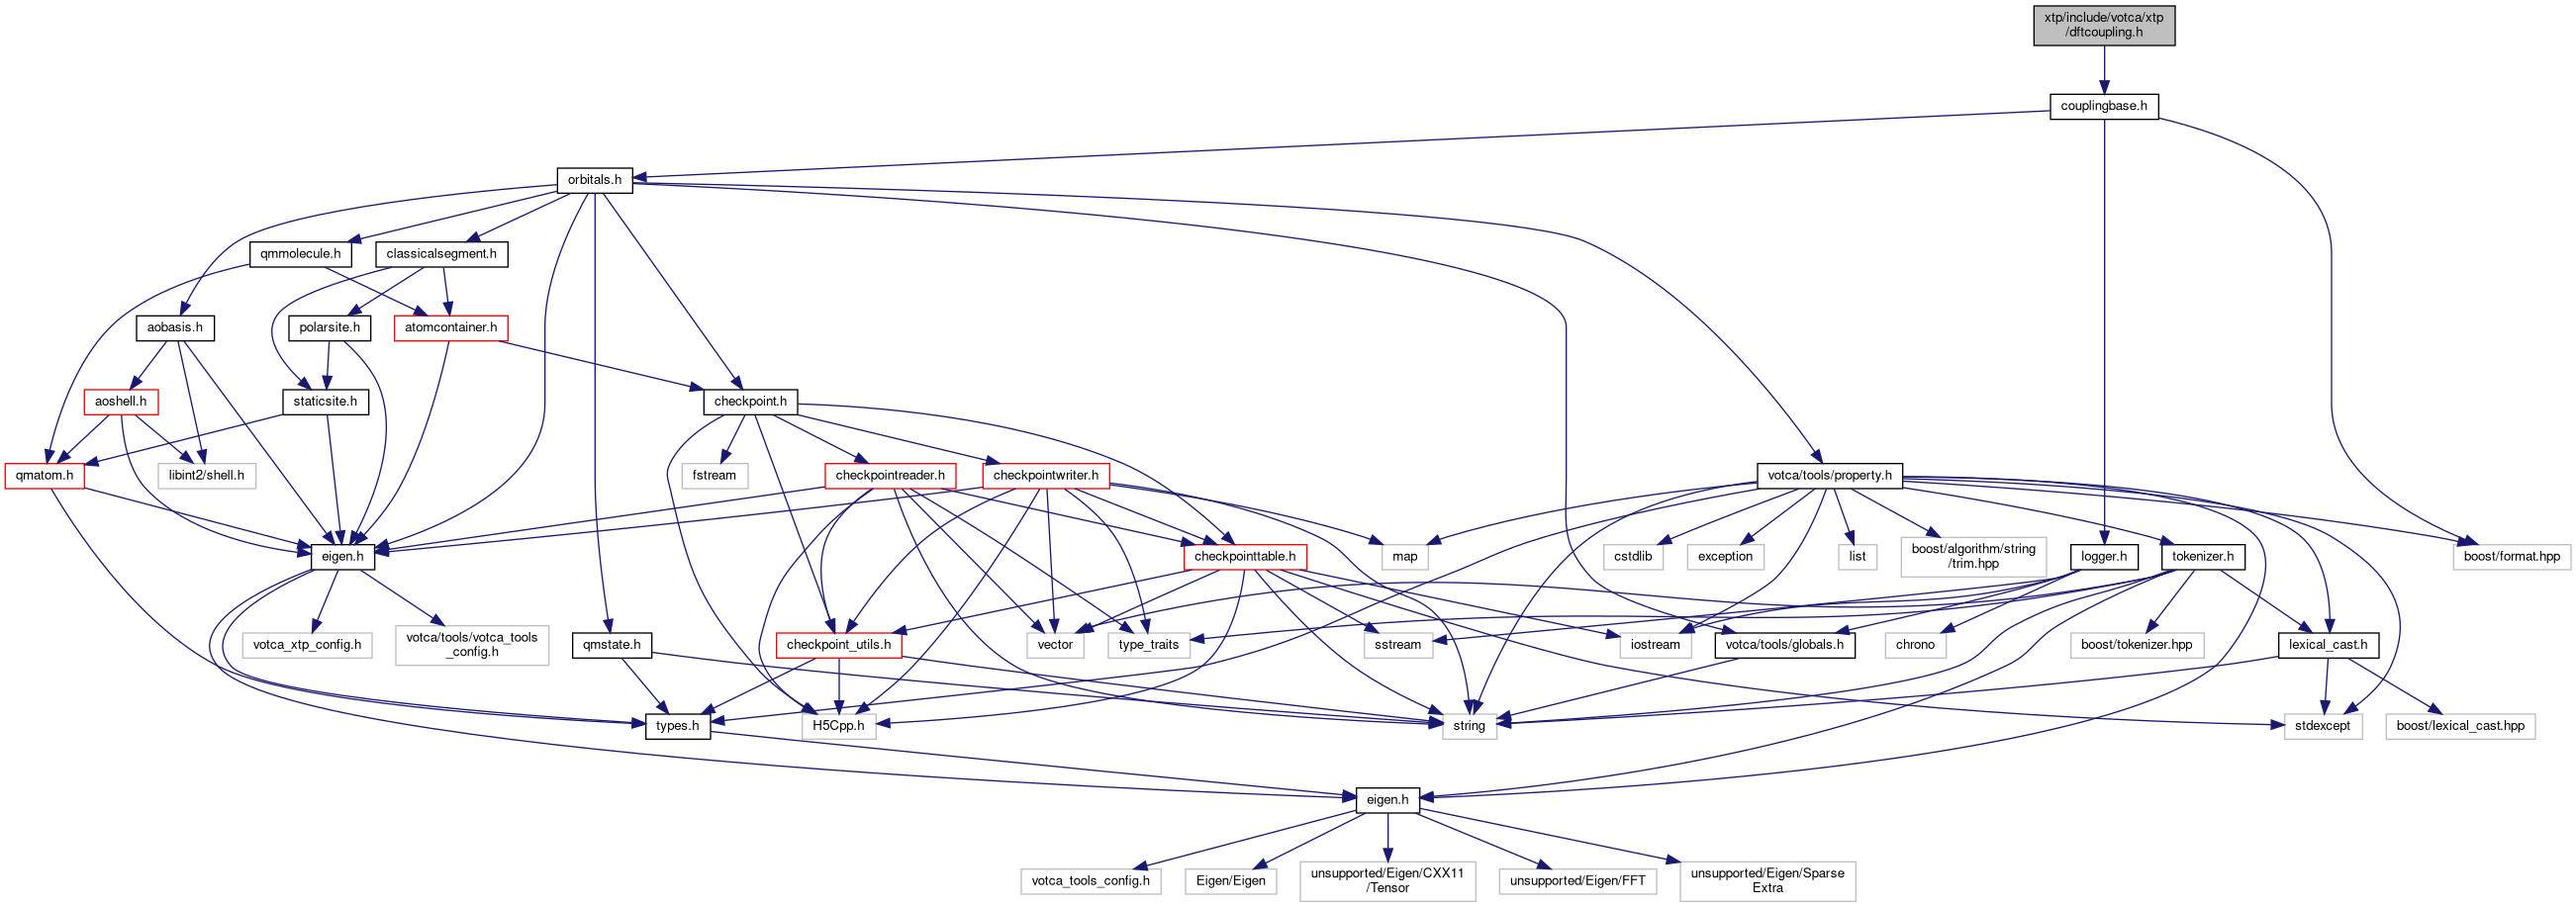 xtp/include/votca/xtp
/dftcoupling.h
couplingbase.h
orbitals.h
qmmolecule.h
classicalsegment.h
aobasis.h
polarsite.h
atomcontainer.h
aoshell.h
staticsite.h
checkpoint.h
qmatom.h
libint2/shell.h
fstream
checkpointreader.h
checkpointwriter.h
votca/tools/property.h
eigen.h
checkpointtable.h
map
cstdlib
exception
list
boost/algorithm/string
/trim.hpp
logger.h
tokenizer.h
boost/format.hpp
votca_xtp_config.h
votca/tools/votca_tools
_config.h
qmstate.h
checkpoint_utils.h
vector
type_traits
sstream
iostream
votca/tools/globals.h
chrono
boost/tokenizer.hpp
lexical_cast.h
types.h
H5Cpp.h
string
stdexcept
boost/lexical_cast.hpp
eigen.h
votca_tools_config.h
Eigen/Eigen
unsupported/Eigen/CXX11
/Tensor
unsupported/Eigen/FFT
unsupported/Eigen/Sparse
Extra